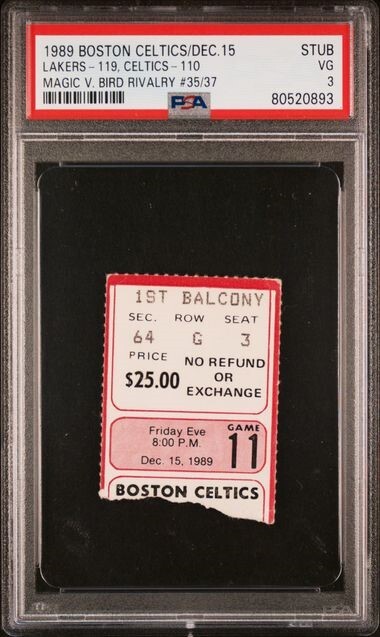 1989 BOSTON CELTICS/DEC.15 STUB
LAKERS-119, CELTICS-110 VG
MAGIC V. BIRD RIVALRY #35/37 3
PSA 80520893
1ST BALCONY
SEC. ROW SEAT
64 G 3
PRICE
$25.00
NO REFUND
OR
EXCHANGE
Friday Eve
8:00 P.M.
Dec. 15, 1989
GAME
11
BOSTON CELTICS
PSA